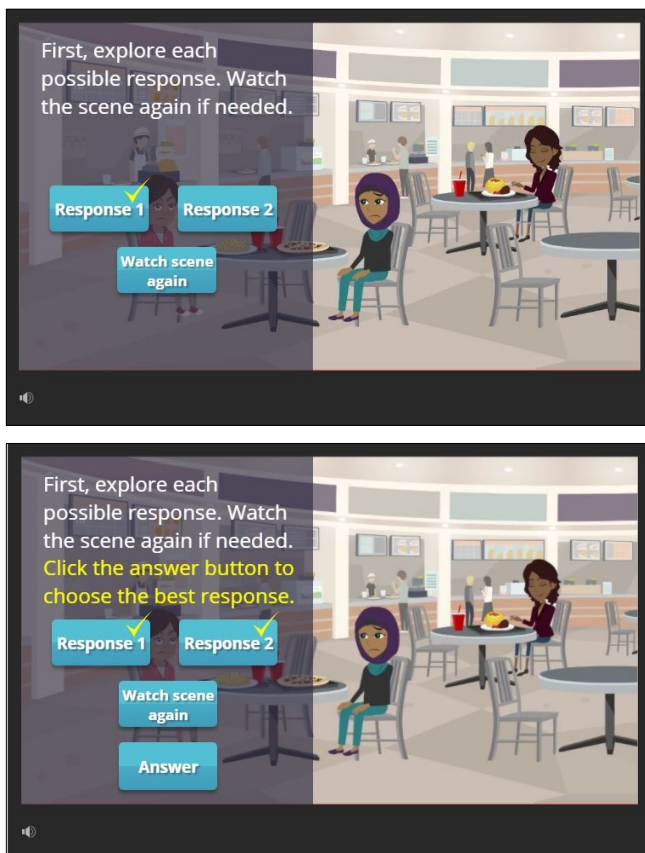 First, explore each
possible response. Watch
the scene again if needed.
Response 1
Response 2
Watch scene
again
First, explore each
possible response. Watch
the scene again if needed.
Click the answer button to
choose the best response.
Response 1
Response 2
Watch scene
again
Answer